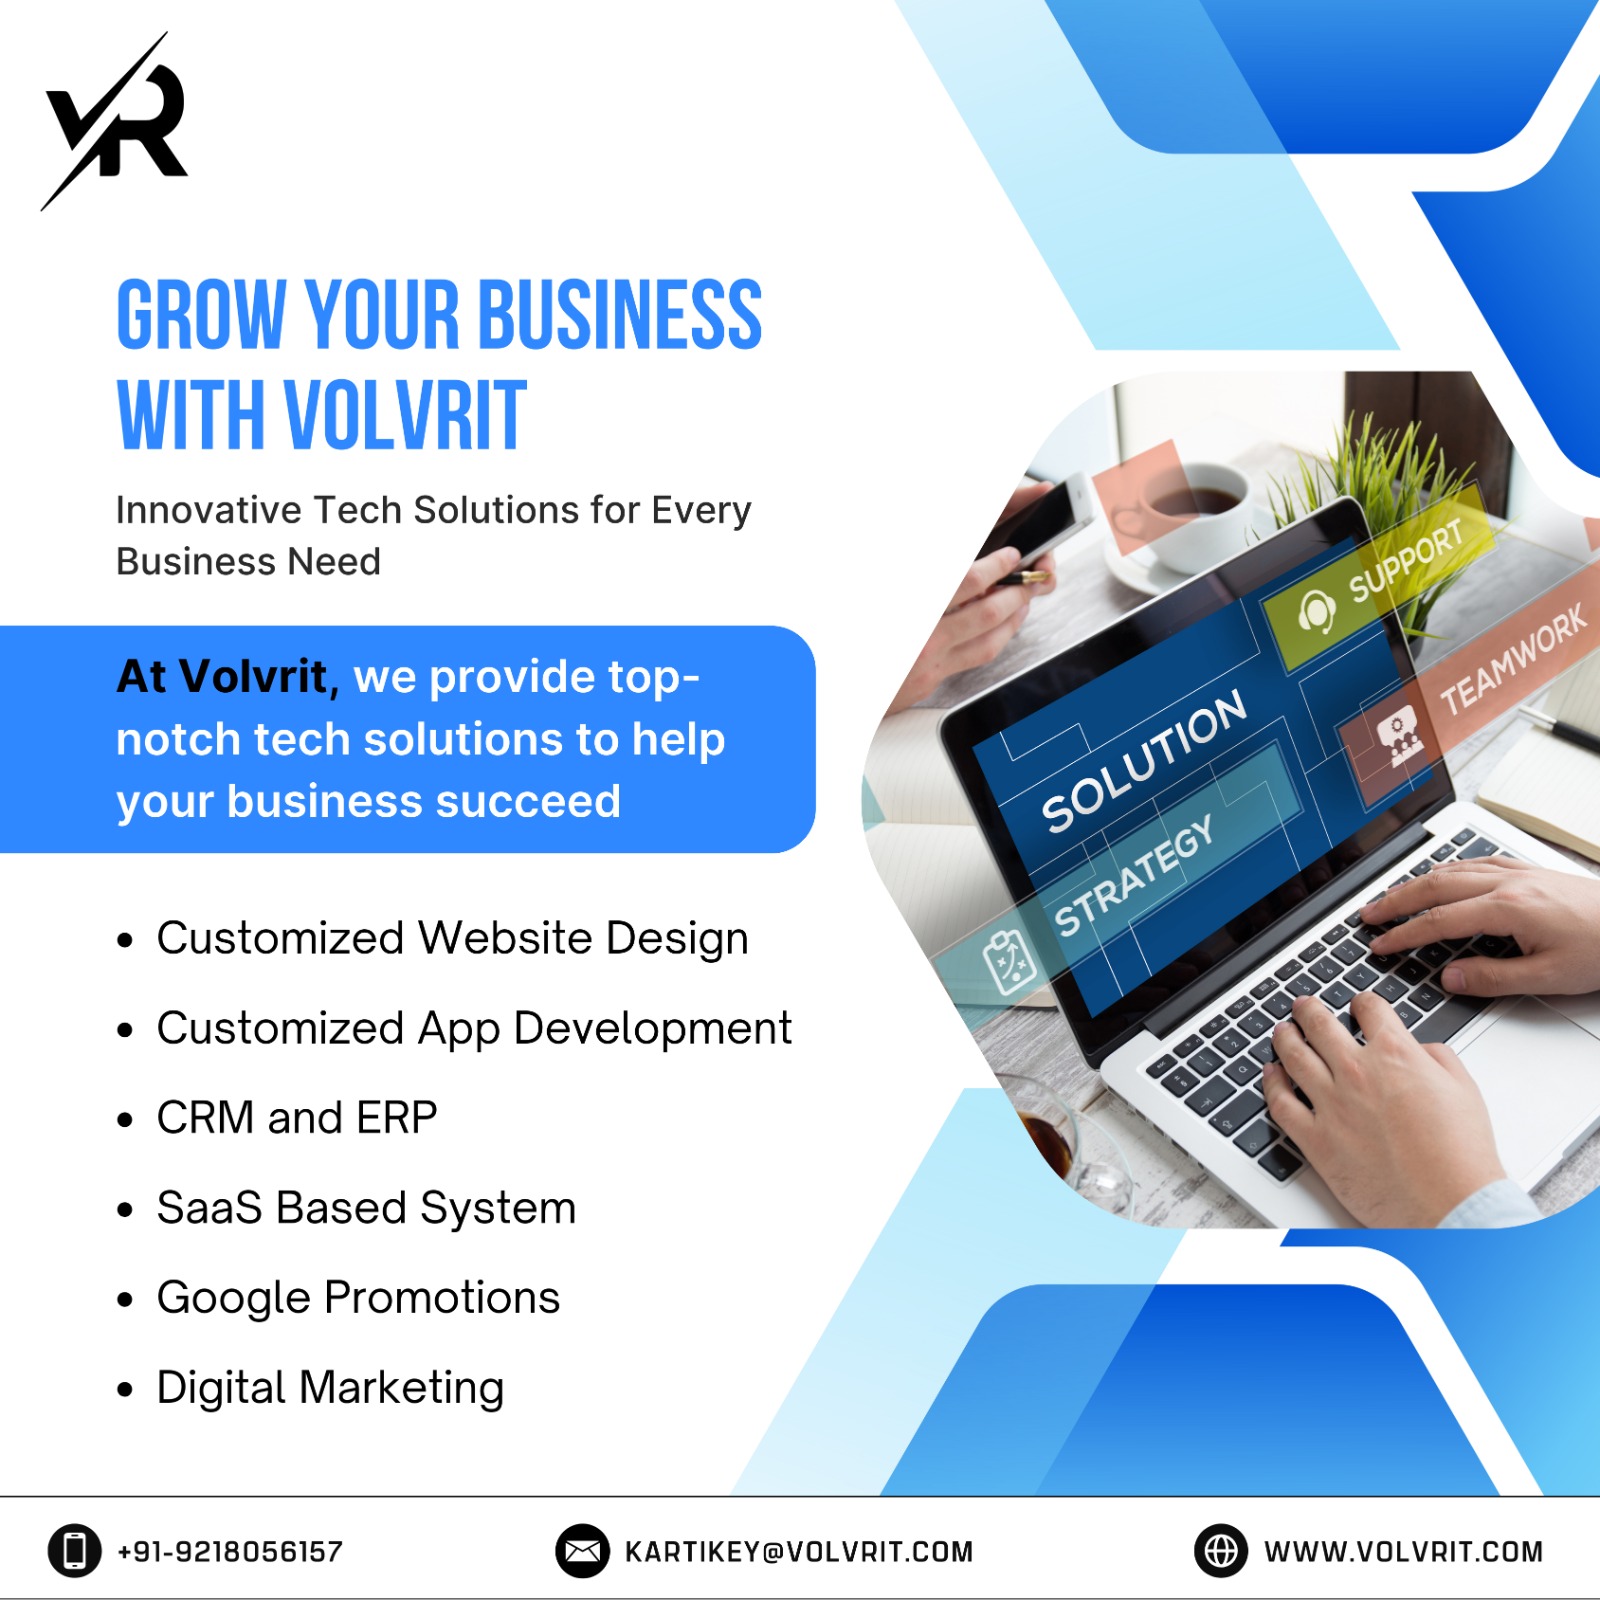 VR
GROW YOUR BUSINESS
WITH VOLVRIT
Innovative Tech Solutions for Every
Business Need
At Volvrit, we provide top-
notch tech solutions to help
your business succeed
• Customized Website Design
• Customized App Development
• CRM and ERP
• SaaS Based System
• Google Promotions
• Digital Marketing
SUPPORT
TEAMWORK
SOLUTION
STRATEGY
+91-9218056157
KARTIKEY@VOLVRIT.COM
WWW.VOLVRIT.COM